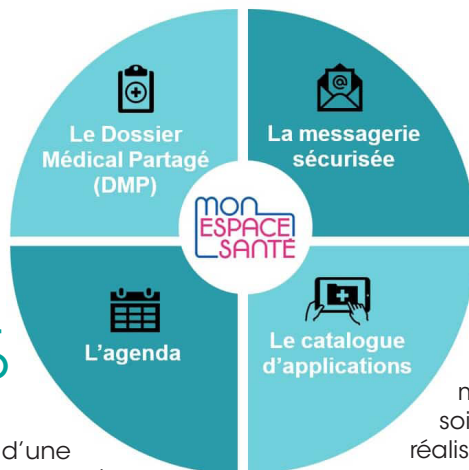 Le Dossier
Médical Partagé
(DMP)
La messagerie
sécurisée
mon
ESPACE
SANTÉ
L'agenda
Le catalogue
d'applications
d'une
soi
réalis